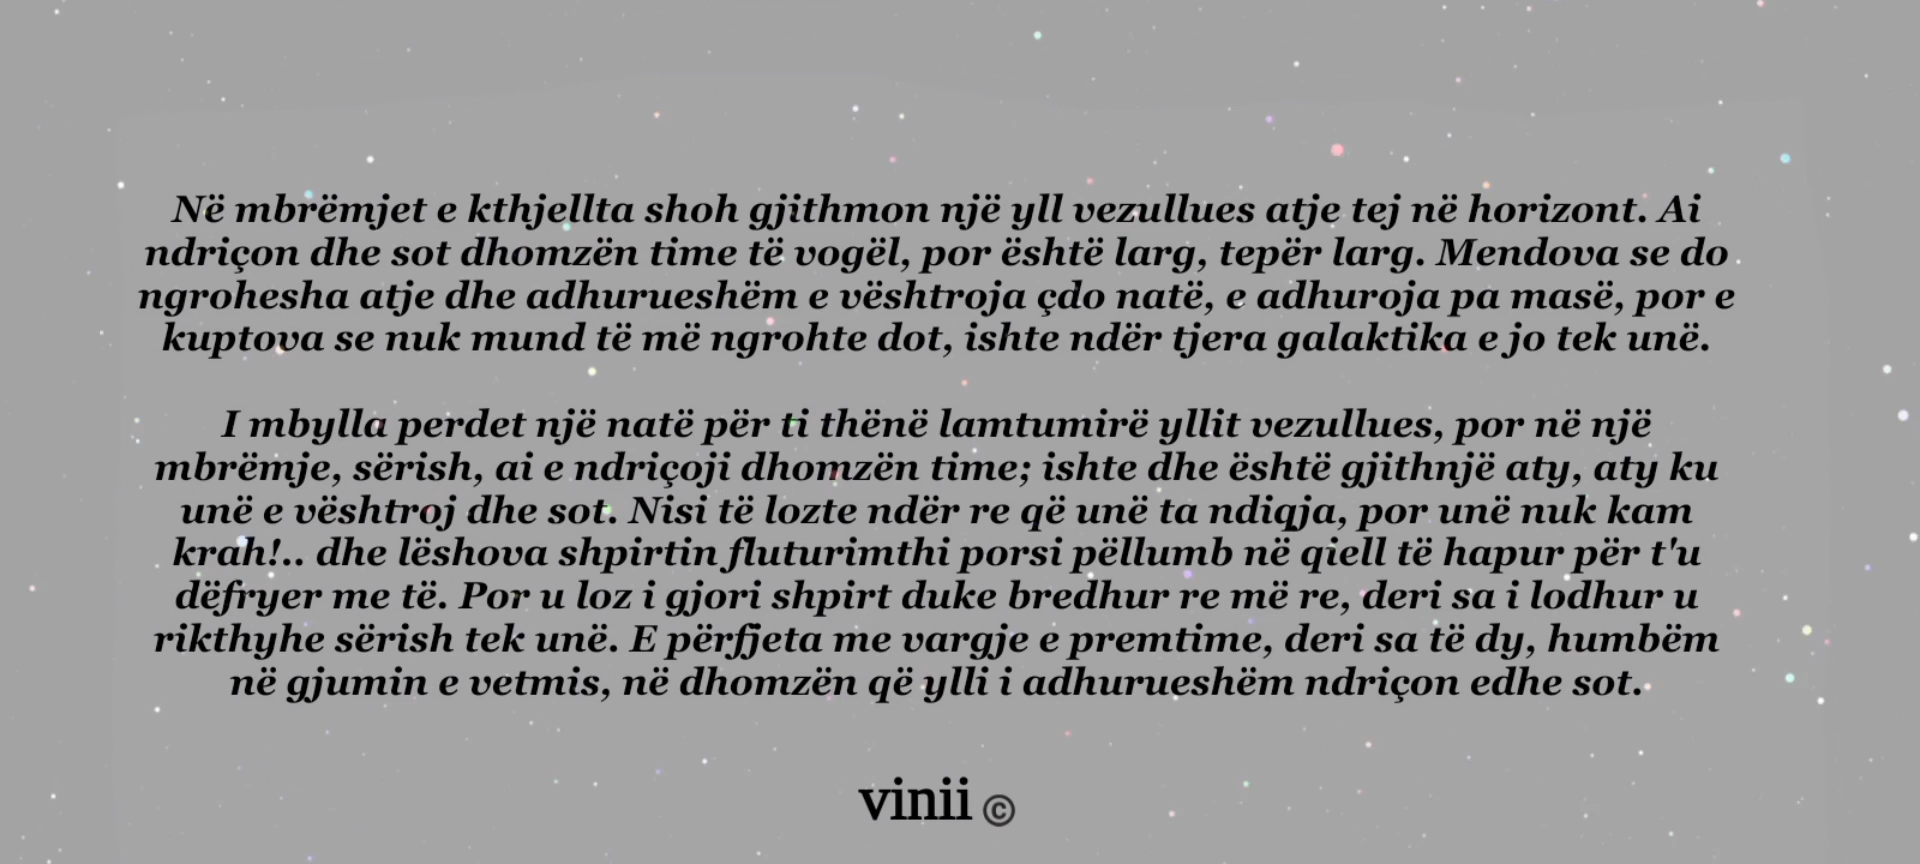 Në mbrëmjet e kthjellta shoh gjithmon një yll vezullues atje tej në horizont. Ai
ndriçon dhe sot dhomzën time të vogël, por është larg, tepër larg. Mendova se do
ngrohesha atje dhe adhurueshëm e vështroja çdo natë, e adhuroja pa masë, por e
kuptova se nuk mund të më ngrohte dot, ishte ndër tjera galaktika e jo tek unë.
I mbylla perdet një natë për ti thënë lamtumirë yllit vezullues, por në një
mbrëmje, sërish, ai e ndriçoji dhomzën time; ishte dhe është gjithnjë aty, aty ku
unë e vështroj dhe sot. Nisi të lozte ndër re që unë ta ndiqja, por unë nuk kam
krah!.. dhe lëshova shpirtin fluturimthi porsi pëllumb në qiell të hapur për t'u
dëfryer me të. Por u loz i gjori shpirt duke bredhur re më re, deri sa i lodhur u
rikthyhe sërish tek unë. E përfjeta me vargje e premtime, deri sa të dy, humbëm
në gjumin e vetmis, në dhomzën që ylli i adhurueshëm ndriçon edhe sot.
vinii ©